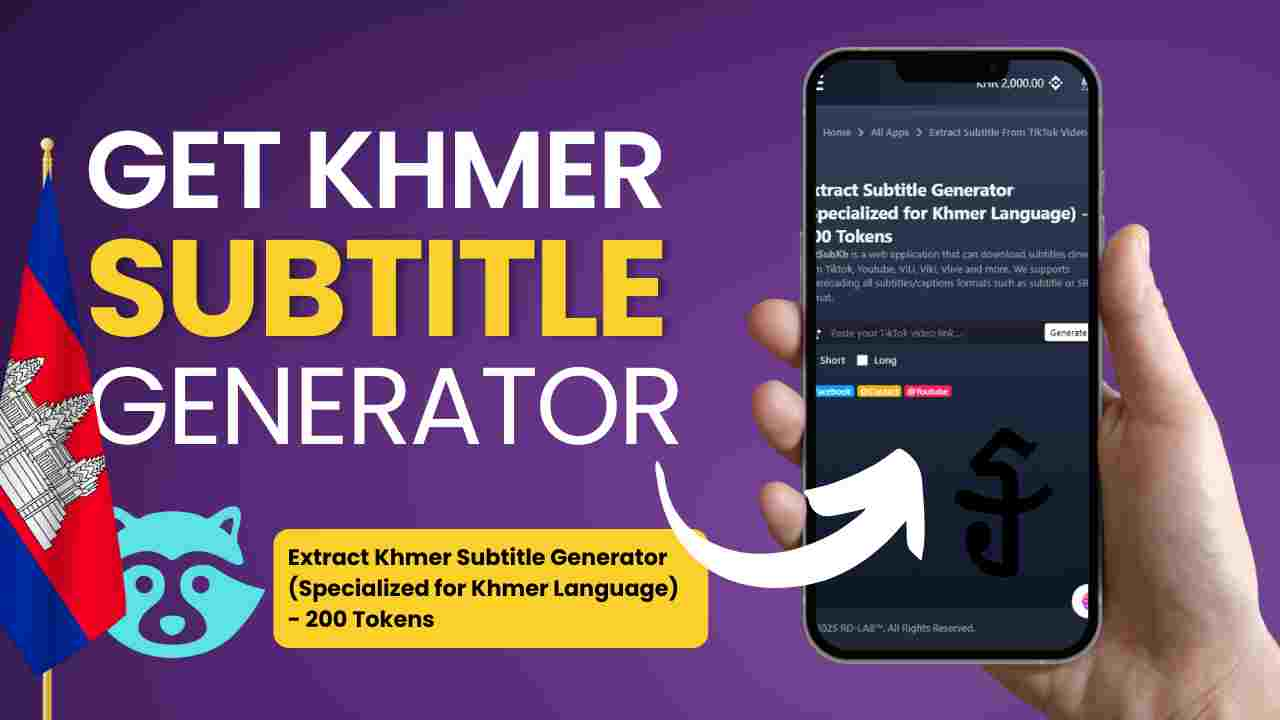 GET KHMER
SUBTITLE
GENERATOR
Extract Khmer Subtitle Generator
(Specialized for Khmer Language)
- 200 Tokens
KHR 2,000.00
Home > All Apps > Extract Subtitle From TikTok Video
xtract Subtitle Generator
specialized for Khmer Language) -
00 Tokens
tSubKh is a web application that can download subtitles direc
m Tiktok, Youtube, ViLi, Viki, Vlive and more. We supports
wnloading all subtitles/captions formats such as subtitle or SR
mat.
Paste your TikTok video link...
Generate
Short Long
acebook @Contact @Youtube
៛
2025 RD-LAB™. All Rights Reserved.